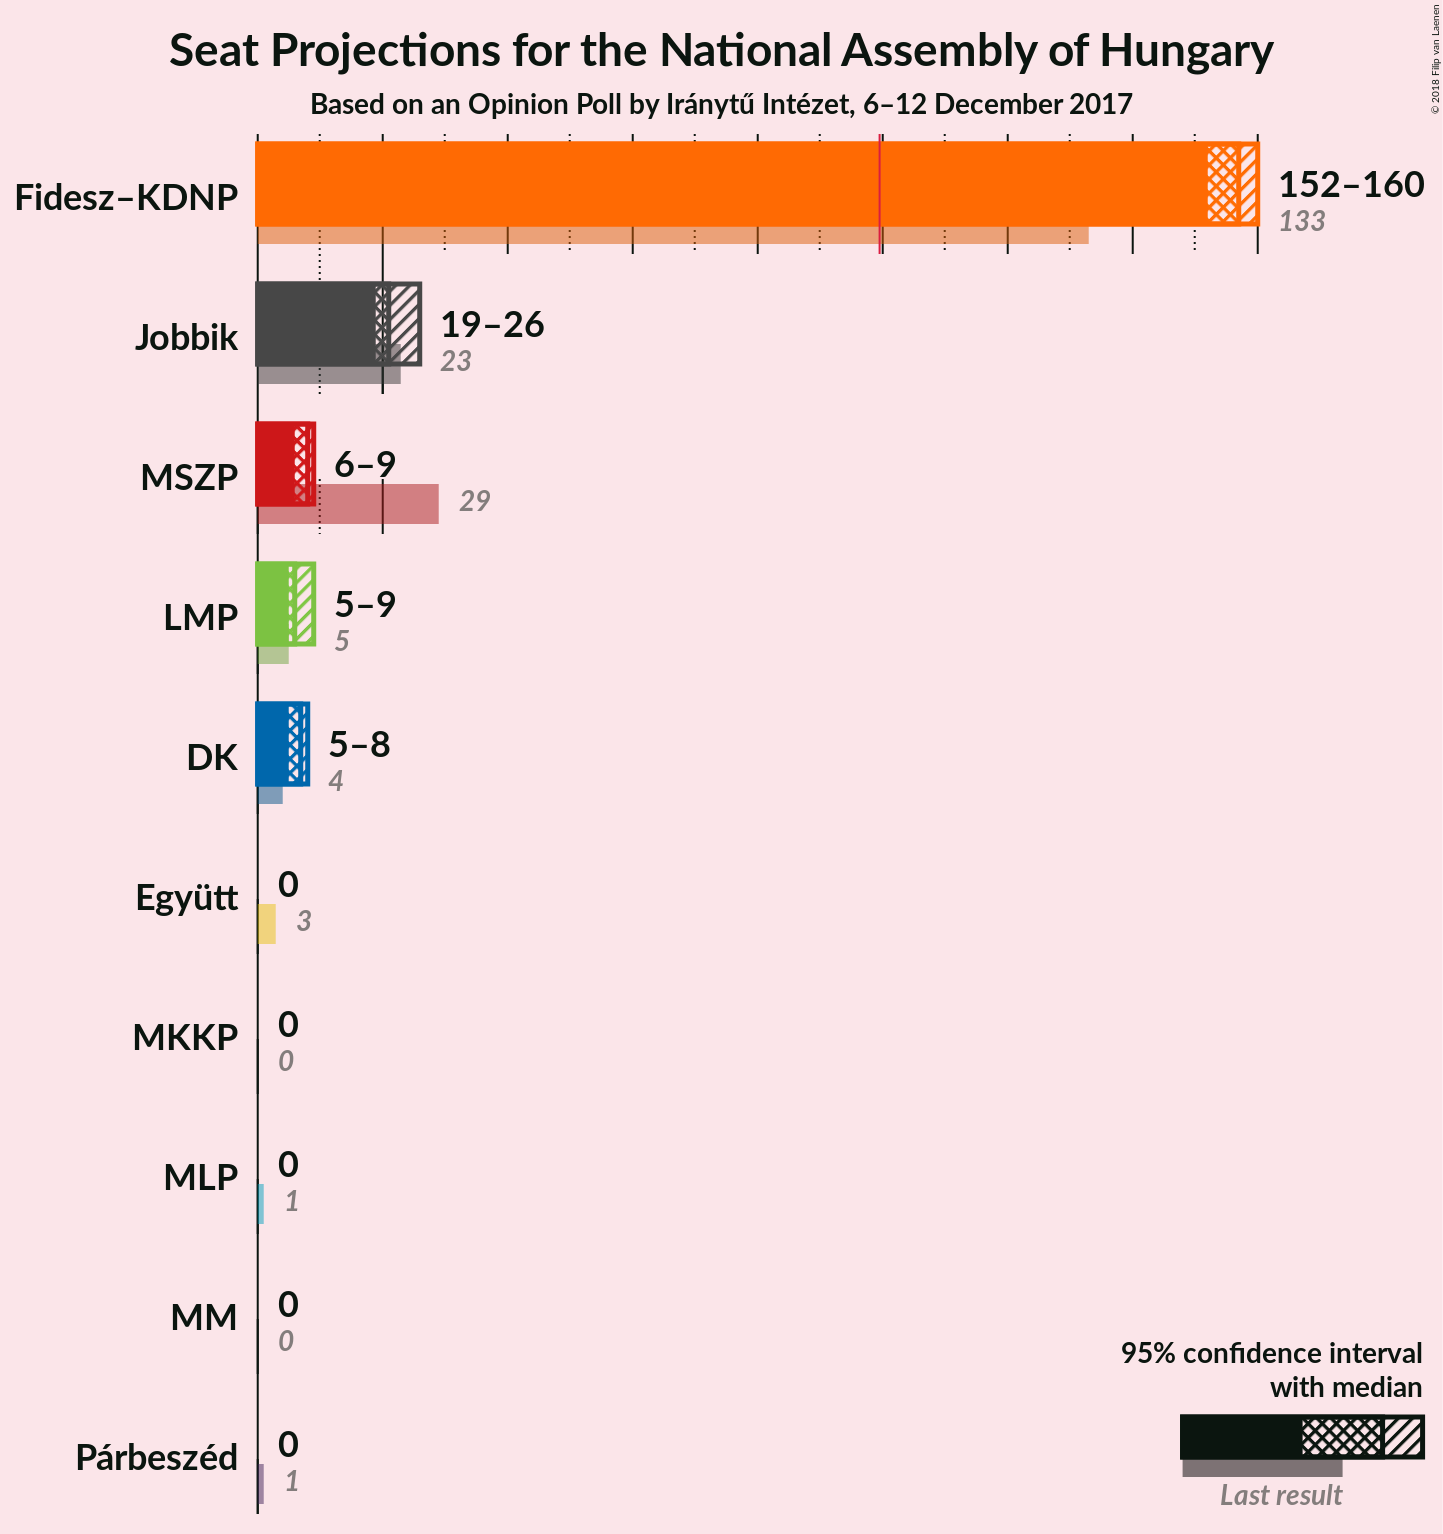 Seat Projections for the National Assembly of Hungary
Based on an Opinion Poll by Iránytű Intézet, 6–12 December 2017
© 2018 Filip van Laenen
Fidesz–KDNP
152–160
133
Jobbik
19–26
23
MSZP
6–9
29
LMP
5–9
5
DK
5–8
4
Együtt
0
3
MKKP
0
0
MLP
0
1
MM
0
0
Párbeszéd
0
1
95% confidence interval
with median
Last result